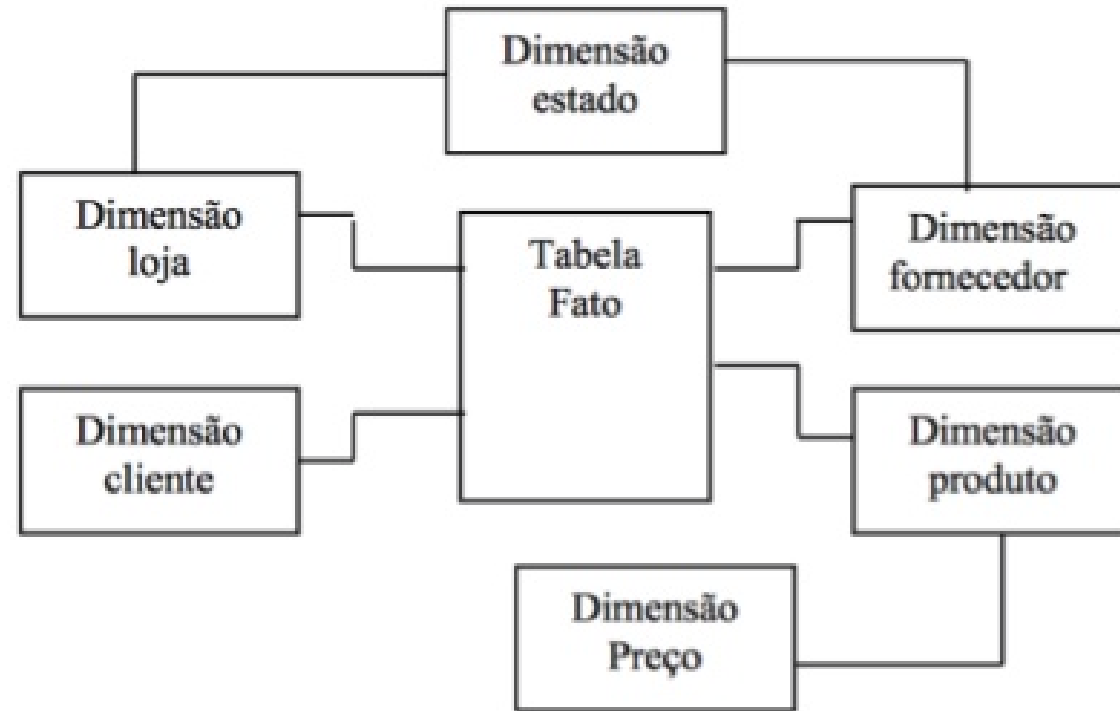 Dimensão
estado
Dimensão
loja
Tabela
Fato
Dimensão
fornecedor
Dimensão
cliente
Dimensão
produto
Dimensão
Preço